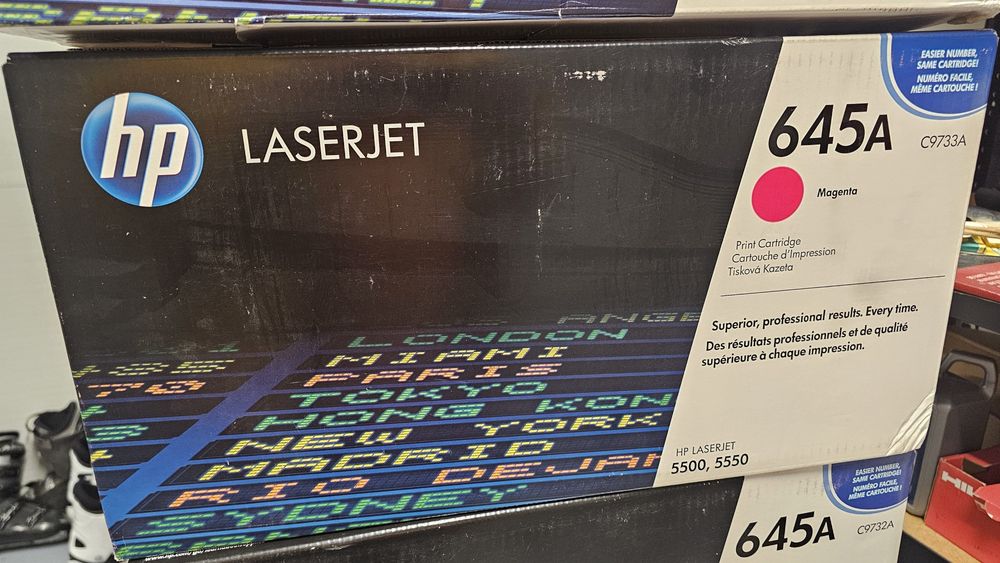 hp
LASERJET
EASIER NUMBER,
SAME CARTRIDGE!
NUMÉRO FACILE,
MÊME CARTOUCHE !
645A
C9733A
Magenta
Print Cartridge
Cartouche d'Impression
Tisková Kazeta
Superior, professional results. Every time.
Des résultats professionnels et de qualité
supérieure à chaque impression.
HP LASERJET
5500, 5550
ANGE
LONDON
MIAMI
PARIS
TOKYO
HONG KON
NEW YORK
MADRID
RIO DEJAN
SYDNEY
EASIER NUMBER,
SAME CARTRIDGE!
NUMÉRO FACILE,
MÊME CARTOUCHE !
645A
C9732A